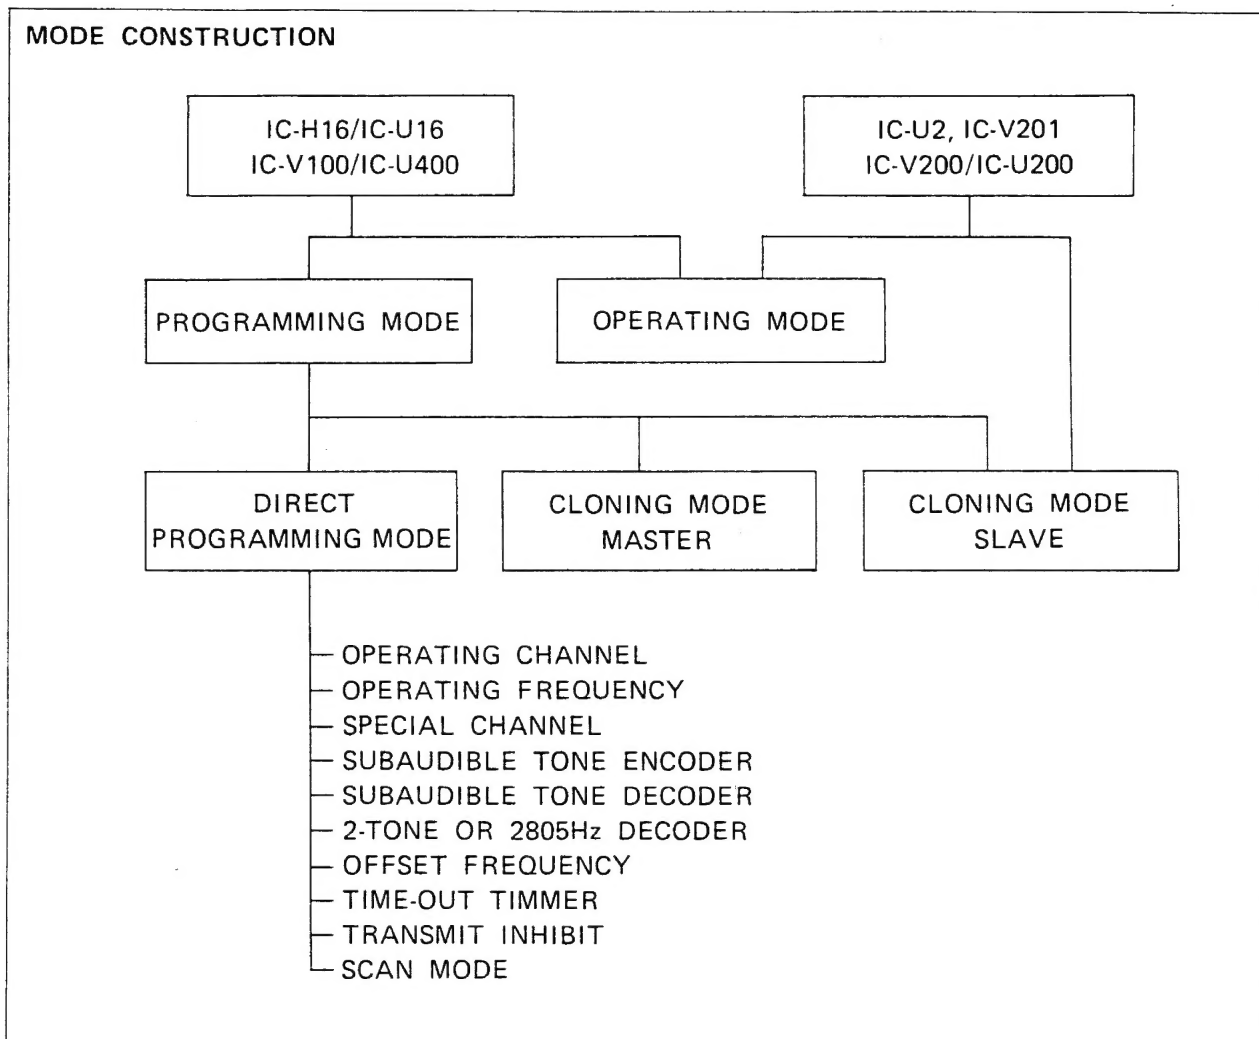 MODE CONSTRUCTION
IC-H16/IC-U16
IC-V100/IC-U400
IC-U2, IC-V201
IC-V200/IC-U200
PROGRAMMING MODE
OPERATING MODE
DIRECT
PROGRAMMING MODE
CLONING MODE
MASTER
CLONING MODE
SLAVE
OPERATING CHANNEL
OPERATING FREQUENCY
SPECIAL CHANNEL
SUBAUDIBLE TONE ENCODER
SUBAUDIBLE TONE DECODER
2-TONE OR 2805Hz DECODER
OFFSET FREQUENCY
TIME-OUT TIMMER
TRANSMIT INHIBIT
SCAN MODE